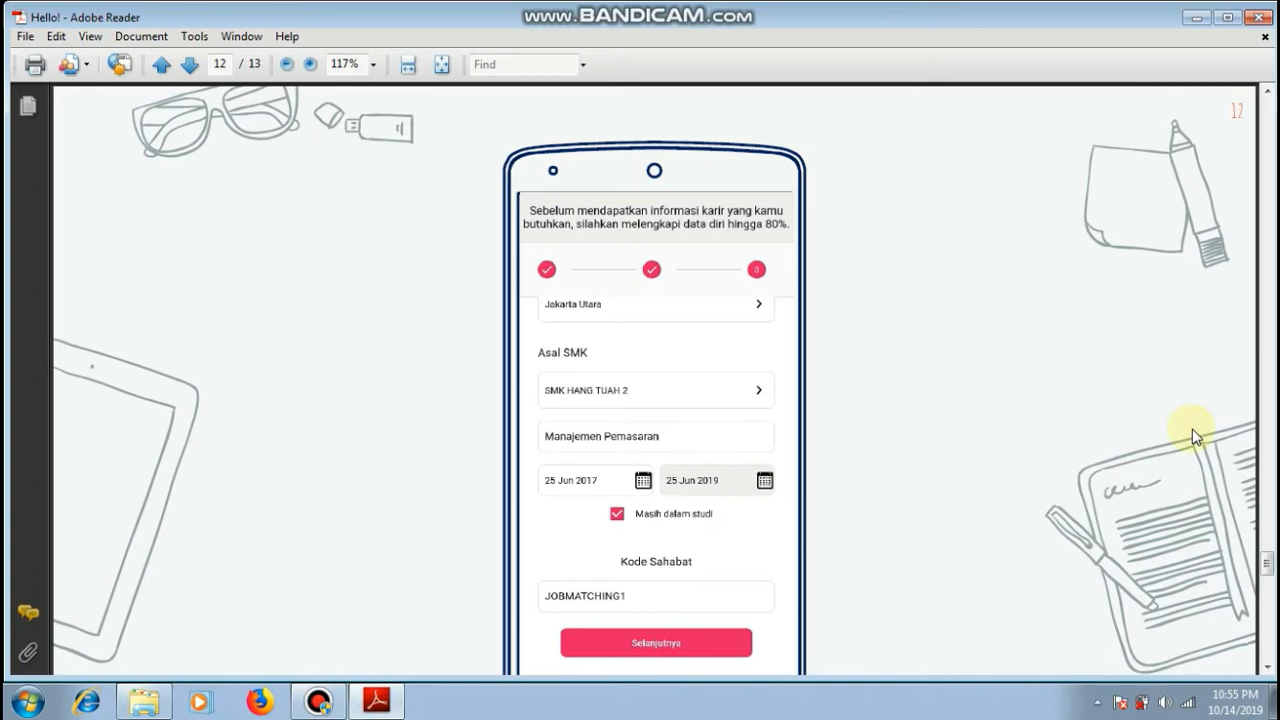 Hello! - Adobe Reader
www.BANDICAM.com
File Edit View Document Tools Window Help
12 / 13 117% Find
12
Sebelum mendapatkan informasi karir yang kamu
butuhkan, silahkan melengkapi data diri hingga 80%.
3
Jakarta Utara
Asal SMK
SMK HANG TUAH 2
Manajemen Pemasaran
25 Jun 2017 25 Jun 2019
Masih dalam studi
Kode Sahabat
JOBMATCHING1
Selanjutnya
10:55 PM
10/14/2019